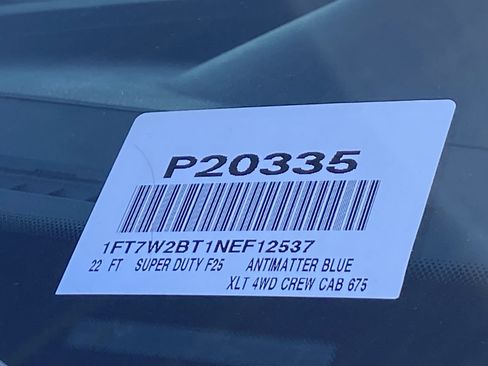 P20335
1FT7W2BT1NEF12537
22 FT SUPER DUTY F25 ANTIMATTER BLUE
XLT 4WD CREW CAB 675